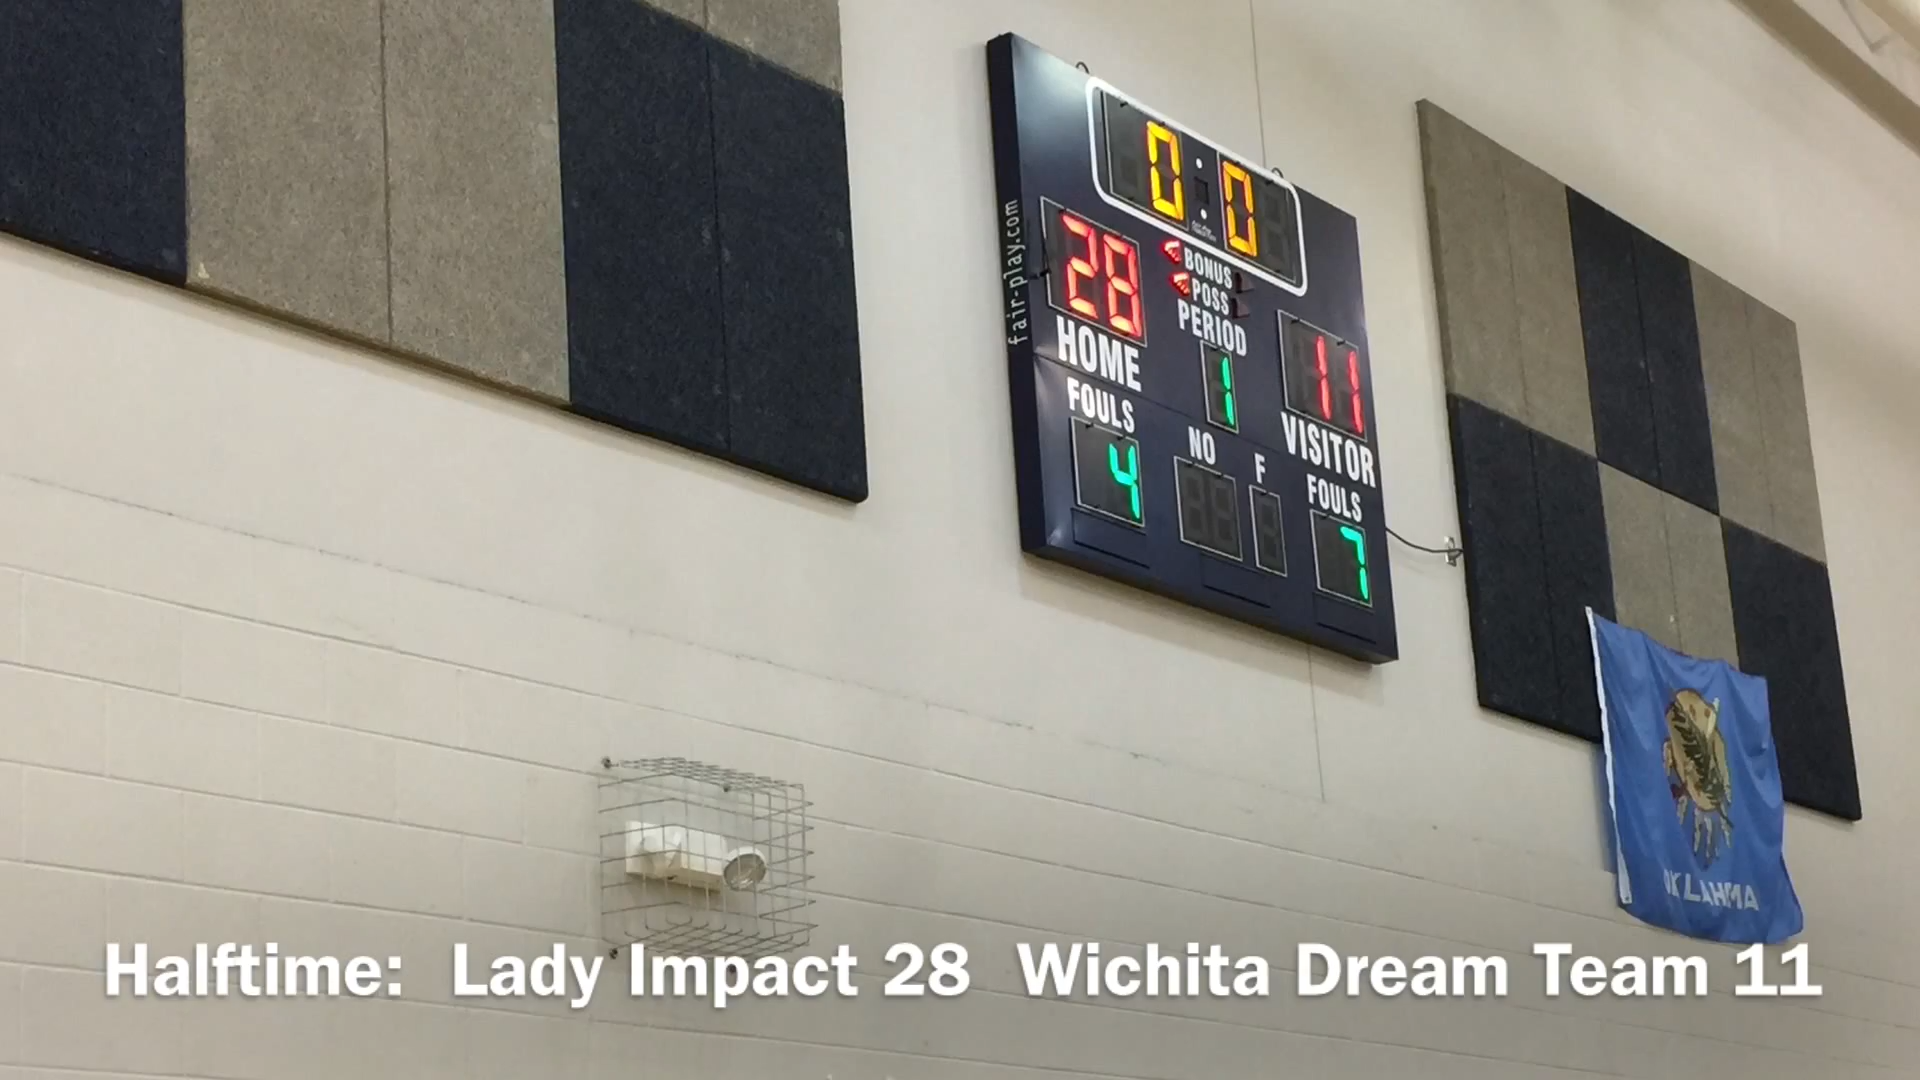 0:0
fair-play.com
28
BONUS
POSS
PERIOD
HOME
1
11
FOULS
NO
F
VISITOR
4
FOULS
7
OKLAHOMA
Halftime: Lady Impact 28 Wichita Dream Team 11